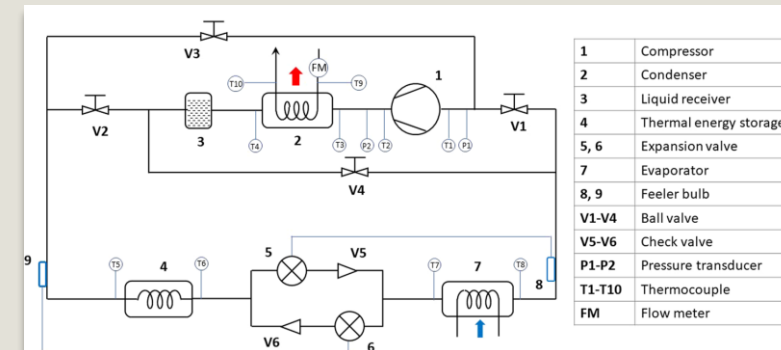 V3
FM
T10
T9
1
V2
V1
3
T4
2
T3
P2
T2
T1
P1
V4
9
T5
4
T6
5
V5
T7
7
T8
8
V6
6
1 Compressor
2 Condenser
3 Liquid receiver
4 Thermal energy storage
5, 6 Expansion valve
7 Evaporator
8, 9 Feeler bulb
V1-V4 Ball valve
V5-V6 Check valve
P1-P2 Pressure transducer
T1-T10 Thermocouple
FM Flow meter